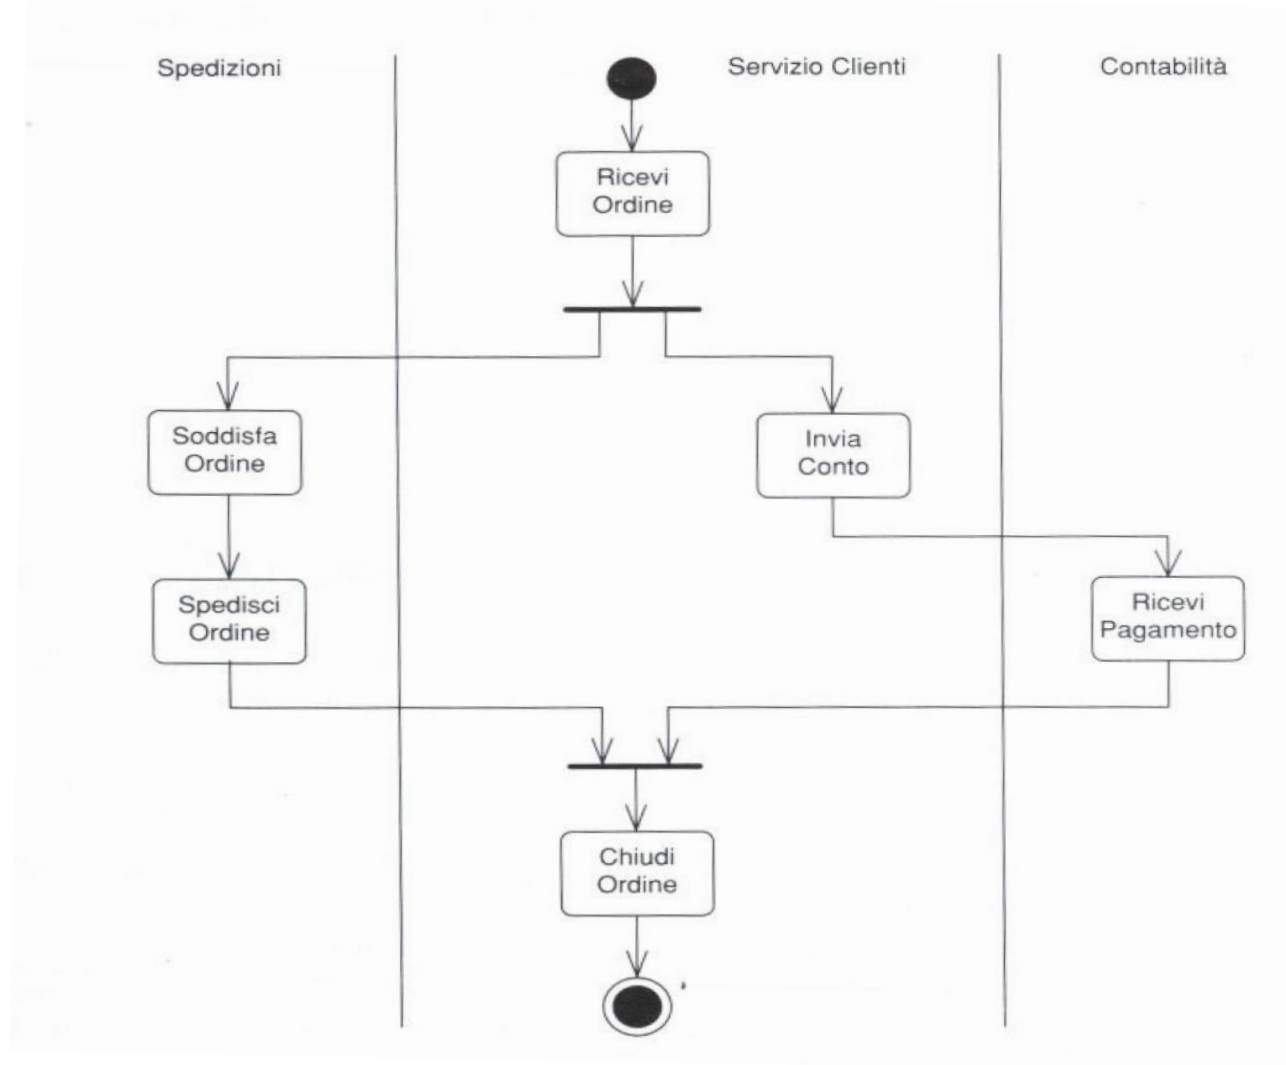 Spedizioni
Servizio Clienti
Contabilità
Ricevi
Ordine
Soddisfa
Ordine
Invia
Conto
Spedisci
Ordine
Ricevi
Pagamento
Chiudi
Ordine